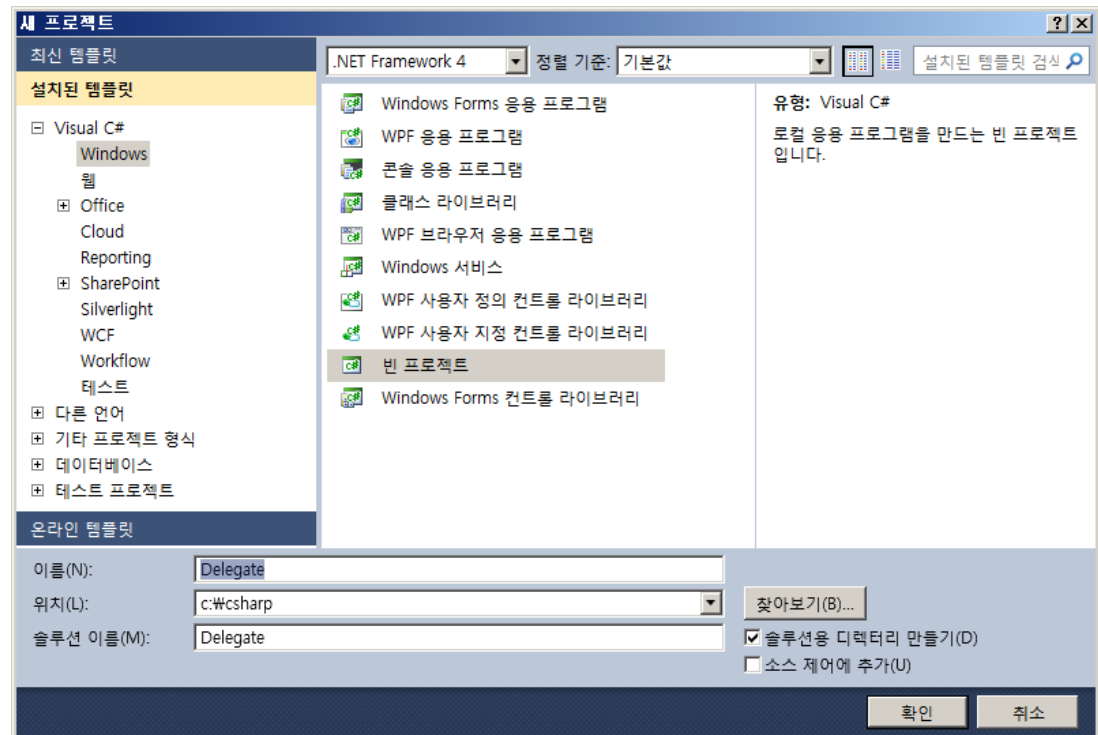 새 프로젝트
최신 템플릿
설치된 템플릿
Visual C#
Windows
웹
Office
Cloud
Reporting
SharePoint
Silverlight
WCF
Workflow
테스트
다른 언어
기타 프로젝트 형식
데이터베이스
테스트 프로젝트
온라인 템플릿
.NET Framework 4 정렬 기준: 기본값 설치된 템플릿 검색
Windows Forms 응용 프로그램
WPF 응용 프로그램
콘솔 응용 프로그램
클래스 라이브러리
WPF 브라우저 응용 프로그램
Windows 서비스
WPF 사용자 정의 컨트롤 라이브러리
WPF 사용자 지정 컨트롤 라이브러리
빈 프로젝트
Windows Forms 컨트롤 라이브러리
유형: Visual C#
로컬 응용 프로그램을 만드는 빈 프로젝트
입니다.
이름(N): Delegate
위치(L): c:₩csharp 찾아보기(B)...
솔루션 이름(M): Delegate
솔루션용 디렉터리 만들기(D)
소스 제어에 추가(U)
확인 취소